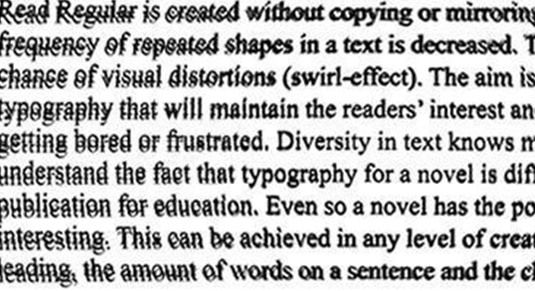 Read Regular is created without copying or mirroring
frequency of repeated shapes in a text is decreased. T
chance of visual distortions (swirl-effect). The aim is
typography that will maintain the readers' interest an
getting bored or frustrated. Diversity in text knows m
understand the fact that typography for a novel is diff
publication for education. Even so a novel has the po
interesting. This can be achieved in any level of creat
leading, the amount of words on a sentence and the cl